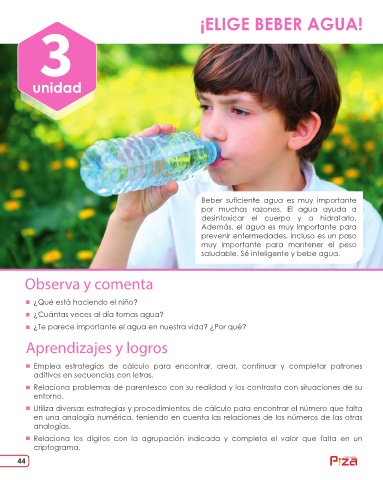 ¡ELIGE BEBER AGUA!
3
unidad
Beber suficiente agua es muy importante
por muchas razones. El agua ayuda a
desintoxicar el cuerpo y a hidratarlo.
Además, el agua es muy importante para
prevenir enfermedades, incluso es un paso
muy importante para mantener el peso
saludable. Sé inteligente y bebe agua.
Observa y comenta
¿Qué está haciendo el niño?
¿Cuántas veces al día tomas agua?
¿Te parece importante el agua en nuestra vida? ¿Por qué?
Aprendizajes y logros
Emplea estrategias de cálculo para encontrar, crear, continuar y completar patrones
aditivos en secuencias con letras.
Relaciona problemas de parentesco con su realidad y los contrasta con situaciones de su
entorno.
Utiliza diversas estrategias y procedimientos de cálculo para encontrar el número que falta
en una analogía numérica, teniendo en cuenta las relaciones de los números de las otras
analogías.
Relaciona los dígitos con la agrupación indicada y completa el valor que falta en un
criptograma.
44